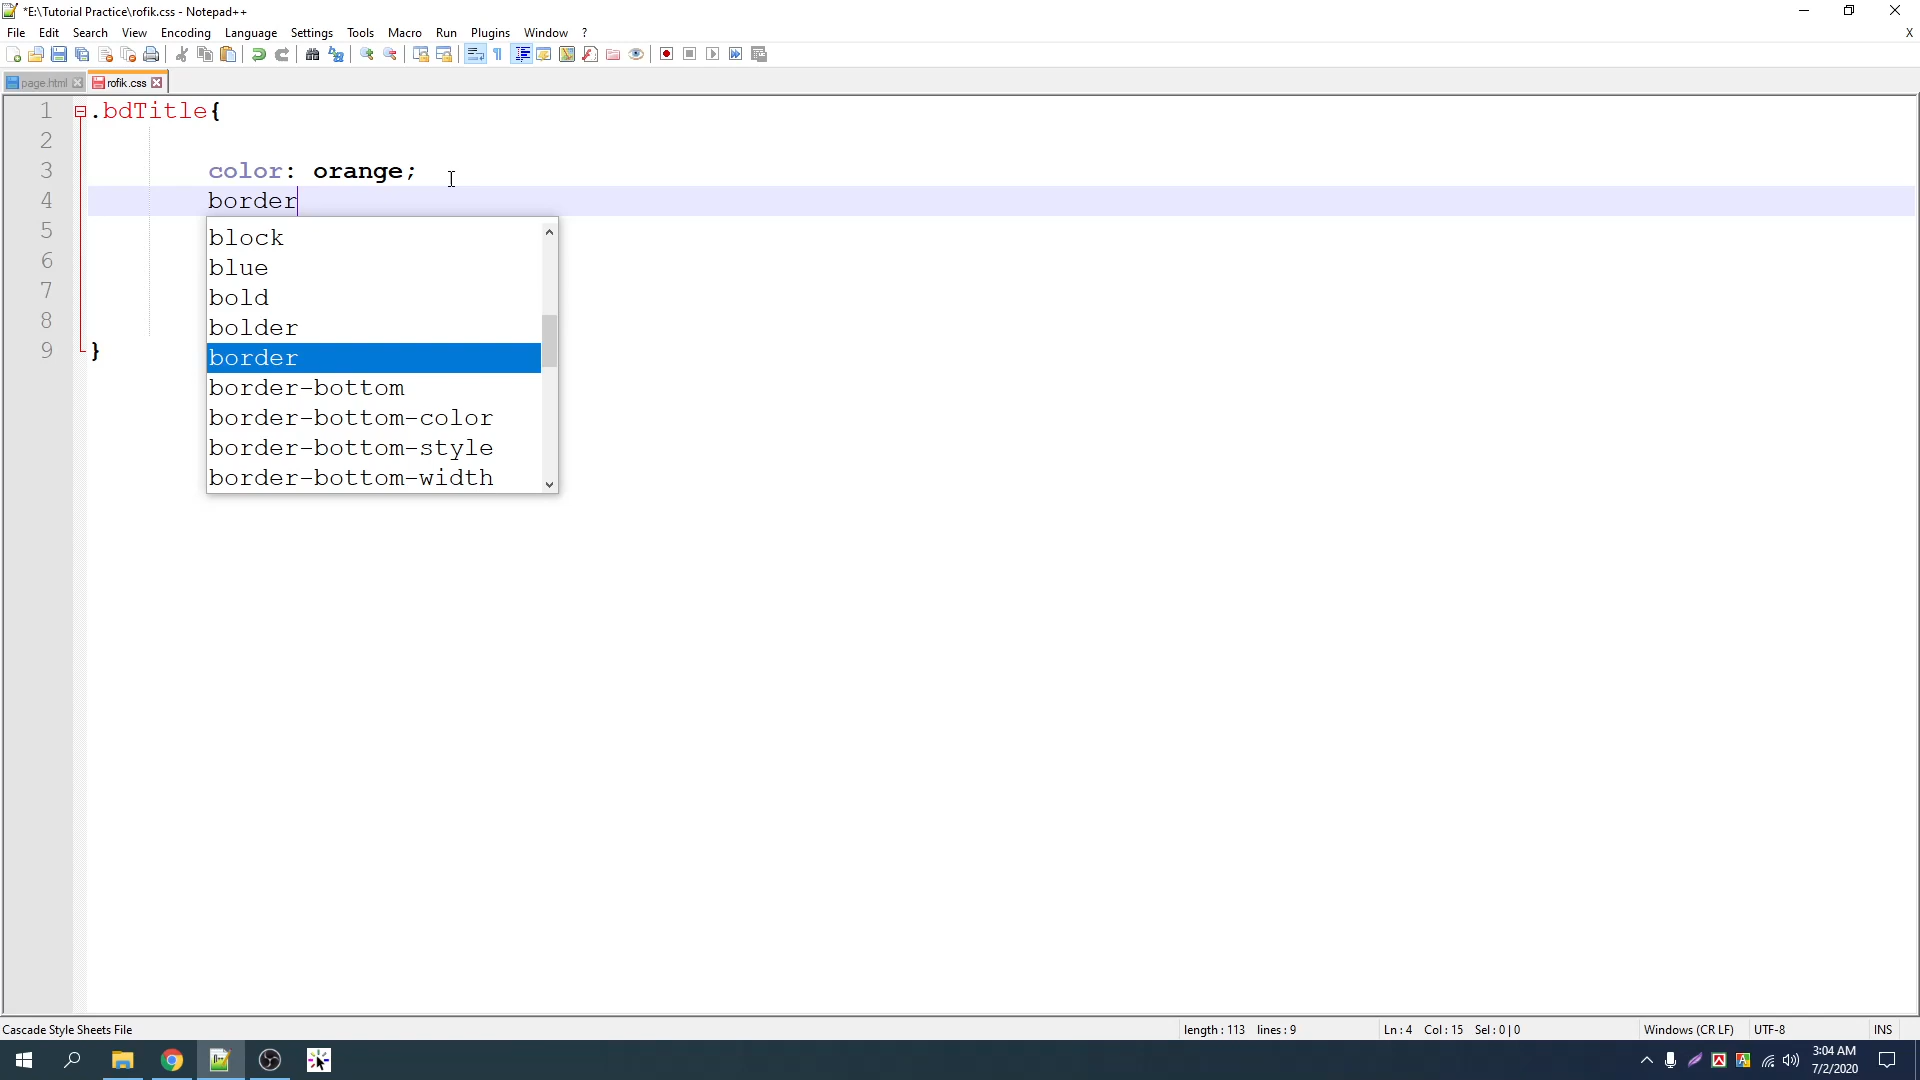 *E:\Tutorial Practice\rofik.css - Notepad++
File Edit Search View Encoding Language Settings Tools Macro Run Plugins Window ? X
page.html rofik.css
1 .bdTitle{
2
3 color: orange;
4 border
5
6
7
8
9 }
block
blue
bold
bolder
border
border-bottom
border-bottom-color
border-bottom-style
border-bottom-width
Cascade Style Sheets File length : 113 lines : 9 Ln : 4 Col : 15 Sel : 0 | 0 Windows (CR LF) UTF-8 INS
3:04 AM
7/2/2020